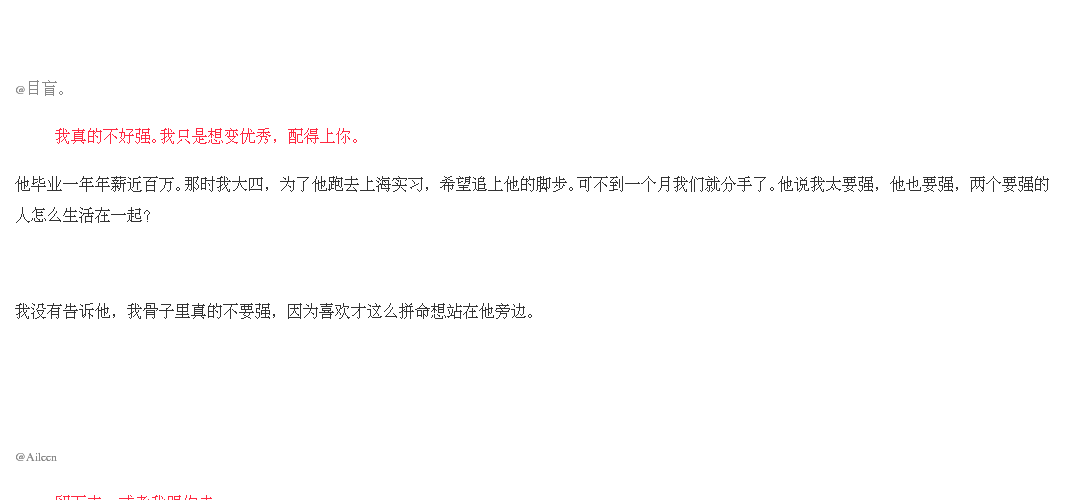 @目盲。
我真的不好强。我只是想变优秀，配得上你。
他毕业一年年薪近百万。那时我大四，为了他跑去上海实习，希望追上他的脚步。可不到一个月我们就分手了。他说我太要强，他也要强，两个要强的
人怎么生活在一起？
我没有告诉他，我骨子里真的不要强，因为喜欢才这么拼命想站在他旁边。
@Aileen